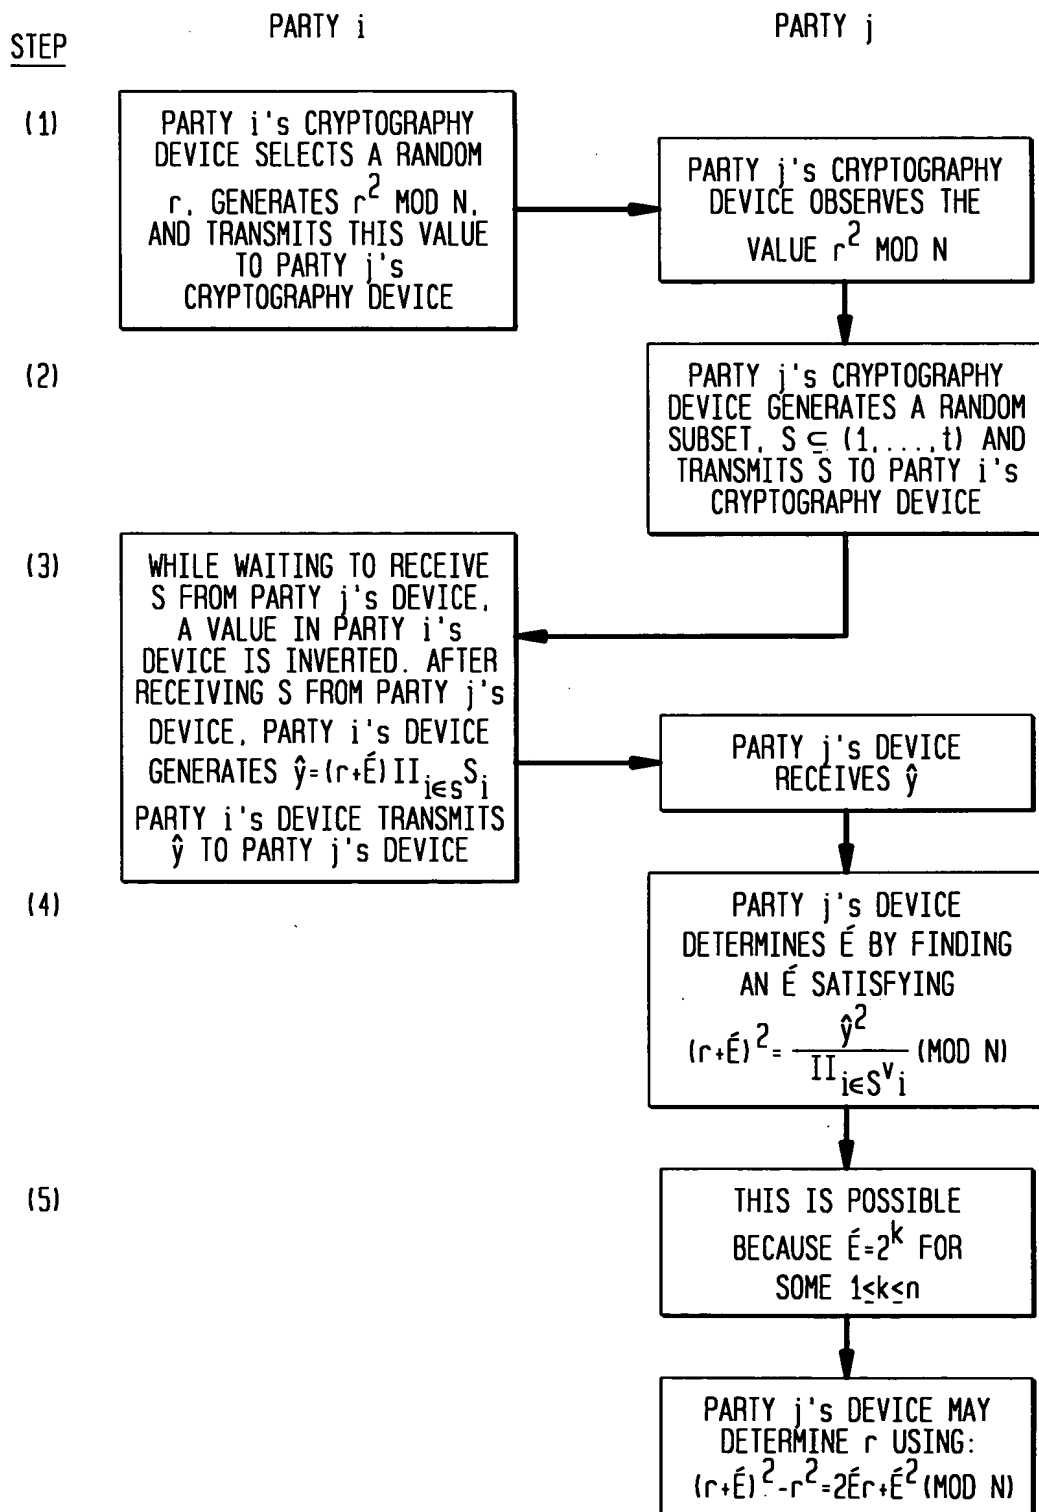 PARTY i
PARTY j
STEP
(1)
PARTY i's CRYPTOGRAPHY
DEVICE SELECTS A RANDOM
r, GENERATES r² MOD N,
AND TRANSMITS THIS VALUE
TO PARTY j's
CRYPTOGRAPHY DEVICE
PARTY j's CRYPTOGRAPHY
DEVICE OBSERVES THE
VALUE r² MOD N
(2)
PARTY j's CRYPTOGRAPHY
DEVICE GENERATES A RANDOM
SUBSET, S ⊆ (1,...,t) AND
TRANSMITS S TO PARTY i's
CRYPTOGRAPHY DEVICE
(3)
WHILE WAITING TO RECEIVE
S FROM PARTY j's DEVICE,
A VALUE IN PARTY i's
DEVICE IS INVERTED. AFTER
RECEIVING S FROM PARTY j's
DEVICE, PARTY i's DEVICE
GENERATES ŷ=(r+É)II_{i∈s}S_i
PARTY i's DEVICE TRANSMITS
ŷ TO PARTY j's DEVICE
PARTY j's DEVICE
RECEIVES ŷ
(4)
PARTY j's DEVICE
DETERMINES É BY FINDING
AN É SATISFYING
(r+É)²= ŷ² / II_{i∈S}v_i (MOD N)
(5)
THIS IS POSSIBLE
BECAUSE É=2^k FOR
SOME 1≤k≤n
PARTY j's DEVICE MAY
DETERMINE r USING:
(r+É)²-r²=2Ér+É² (MOD N)